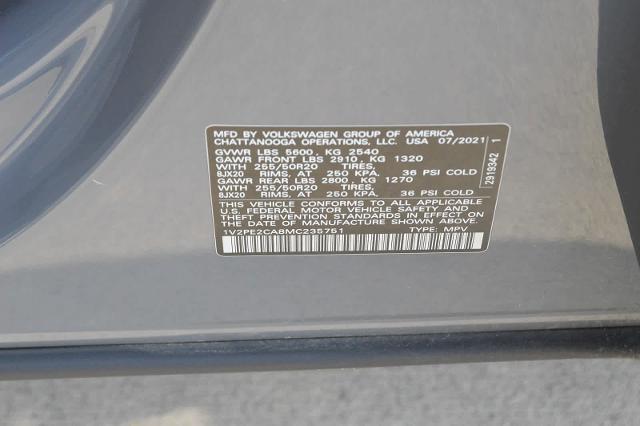 MFD BY VOLKSWAGEN GROUP OF AMERICA
CHATTANOOGA OPERATIONS, LLC. USA 07/2021
GVWR LBS 5600, KG 2540
GAWR FRONT LBS 2910, KG 1320
WITH 255/50R20 TIRES,
8JX20 RIMS, AT 250 KPA, 36 PSI COLD
GAWR REAR LBS 2800, KG 1270
WITH 255/50R20 TIRES,
8JX20 RIMS, AT 250 KPA, 36 PSI COLD
THIS VEHICLE CONFORMS TO ALL APPLICABLE
U.S. FEDERAL MOTOR VEHICLE SAFETY AND
THEFT PREVENTION STANDARDS IN EFFECT
ON THE DATE OF MANUFACTURE SHOWN ABOVE.
1V2PE2CA8MC235751 TYPE: MPV
2919342 1